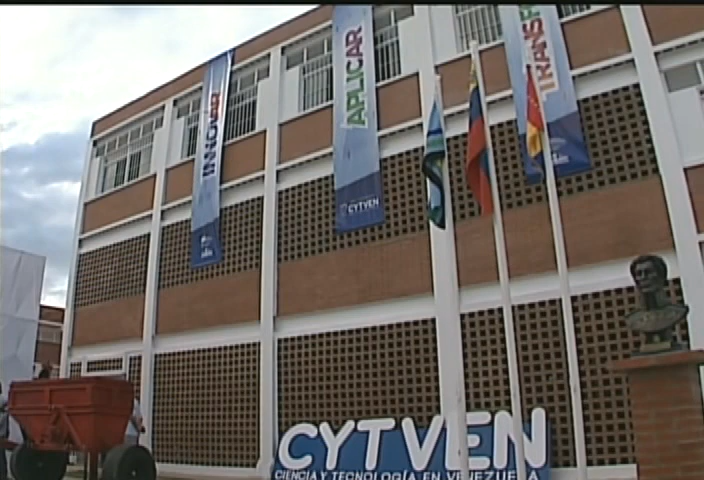 INNOVAR
APLICAR
CYTVEN
TRANSF
CYTVEN
CIENCIA Y TECNOLOGÍA EN VENEZUELA